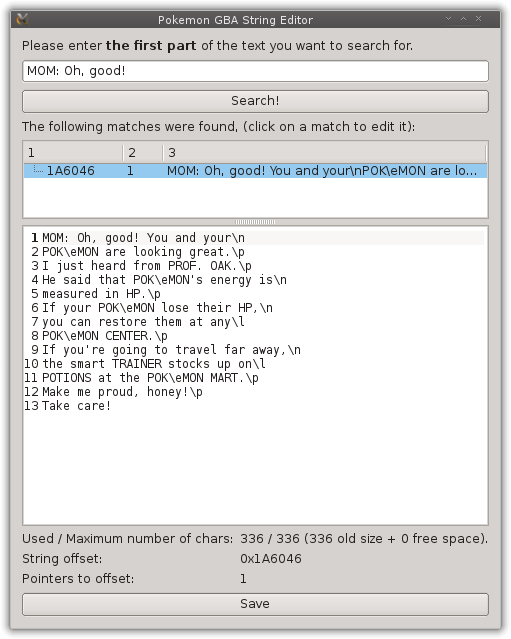 Pokemon GBA String Editor
Please enter the first part of the text you want to search for.
MOM: Oh, good!
Search!
The following matches were found, (click on a match to edit it):
1 2 3
1A6046 1 MOM: Oh, good! You and your\nPOK\eMON are lo...
1 MOM: Oh, good! You and your\n
2 POK\eMON are looking great.\p
3 I just heard from PROF. OAK.\p
4 He said that POK\eMON's energy is\n
5 measured in HP.\p
6 If your POK\eMON lose their HP,\n
7 you can restore them at any\l
8 POK\eMON CENTER.\p
9 If you're going to travel far away,\n
10 the smart TRAINER stocks up on\l
11 POTIONS at the POK\eMON MART.\p
12 Make me proud, honey!\p
13 Take care!
Used / Maximum number of chars: 336 / 336 (336 old size + 0 free space).
String offset: 0x1A6046
Pointers to offset: 1
Save